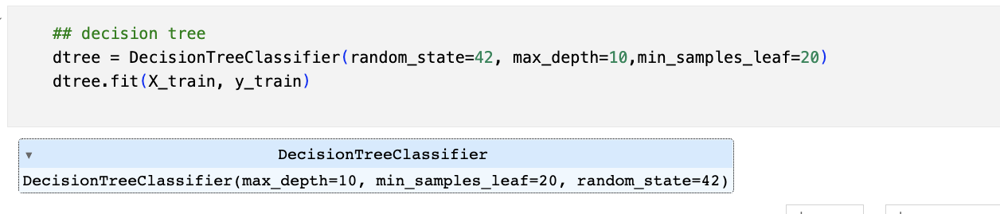 ## decision tree
dtree = DecisionTreeClassifier(random_state=42, max_depth=10,min_samples_leaf=20)
dtree.fit(X_train, y_train)
▼ DecisionTreeClassifier
DecisionTreeClassifier(max_depth=10, min_samples_leaf=20, random_state=42)